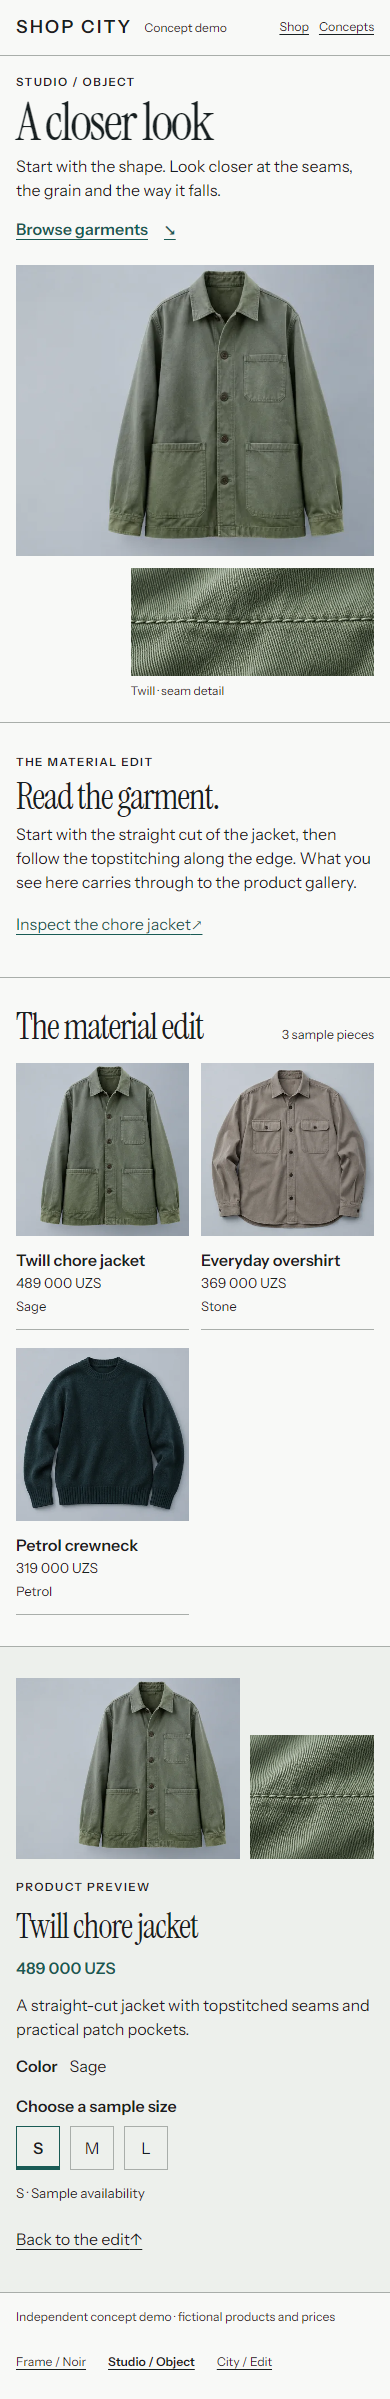 SHOP CITY Concept demo Shop Concepts
STUDIO / OBJECT
A closer look
Start with the shape. Look closer at the seams,
the grain and the way it falls.
Browse garments ↘
Twill · seam detail
THE MATERIAL EDIT
Read the garment.
Start with the straight cut of the jacket, then
follow the topstitching along the edge. What you
see here carries through to the product gallery.
Inspect the chore jacket↗
The material edit 3 sample pieces
Twill chore jacket
489 000 UZS
Sage
Everyday overshirt
369 000 UZS
Stone
Petrol crewneck
319 000 UZS
Petrol
PRODUCT PREVIEW
Twill chore jacket
489 000 UZS
A straight-cut jacket with topstitched seams and
practical patch pockets.
Color Sage
Choose a sample size
S M L
S · Sample availability
Back to the edit↑
Independent concept demo · fictional products and prices
Frame / Noir Studio / Object City / Edit